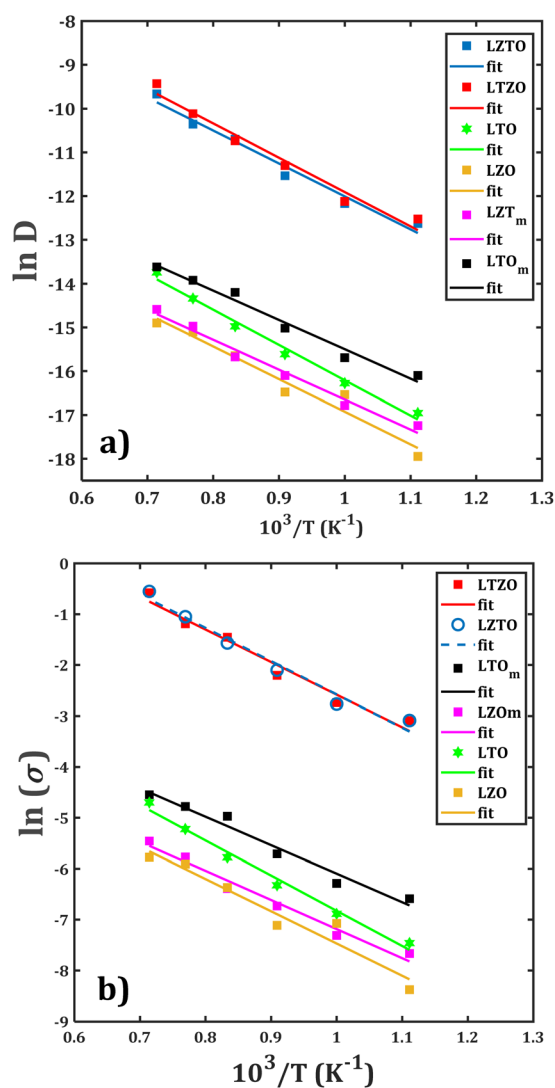 -8
-9
-10
-11
-12
-13
-14
-15
-16
-17
-18
ln D
LZTO
fit
LTZO
fit
LTO
fit
LZO
fit
LZTm
fit
LTOm
fit
a)
0.6 0.7 0.8 0.9 1 1.1 1.2 1.3
10³/T (K⁻¹)
0
-1
-2
-3
-4
-5
-6
-7
-8
-9
ln (σ)
LTZO
fit
LZTO
fit
LTOm
fit
LZOm
fit
LTO
fit
LZO
fit
b)
0.6 0.7 0.8 0.9 1 1.1 1.2 1.3
10³/T (K⁻¹)